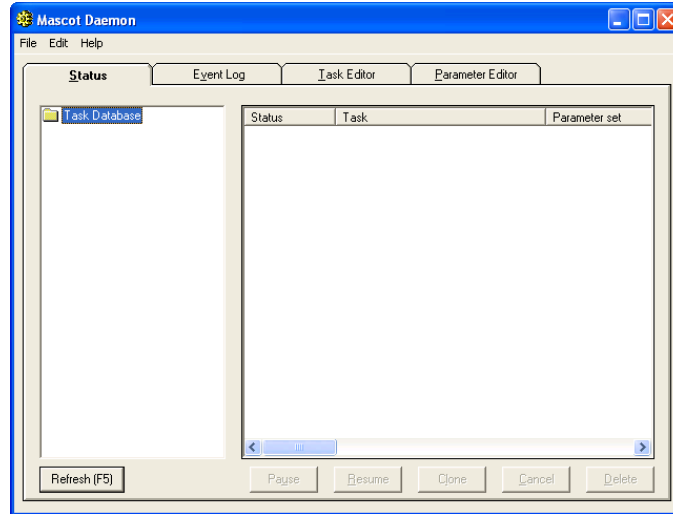 Mascot Daemon
File Edit Help
Status Event Log Task Editor Parameter Editor
Task Database
Status Task Parameter set
Refresh (F5) Pause Resume Clone Cancel Delete